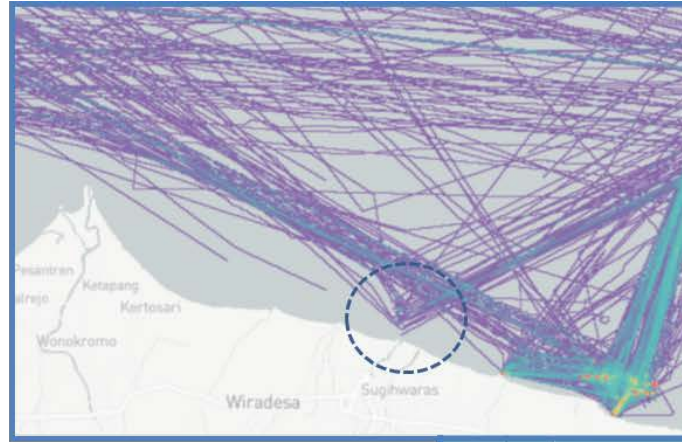 Pesantren
Ketapang
alrejo
Kertosari
Wonokromo
Sugihwaras
Wiradesa